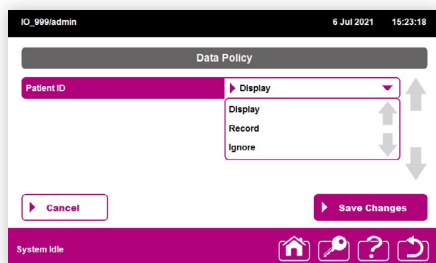 IO_999/admin 6 Jul 2021 15:23:18
Data Policy
Patient ID Display
Display
Record
Ignore
Cancel Save Changes
System Idle